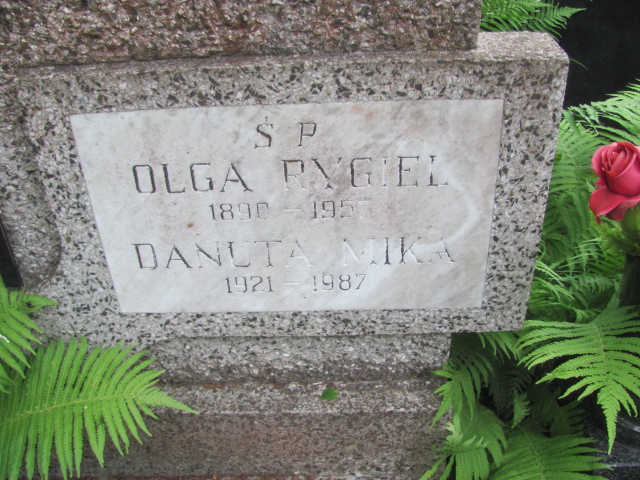 Ś P
OLGA RYGIEL
1890 -
DANUTA MIKA
1921 - 1987